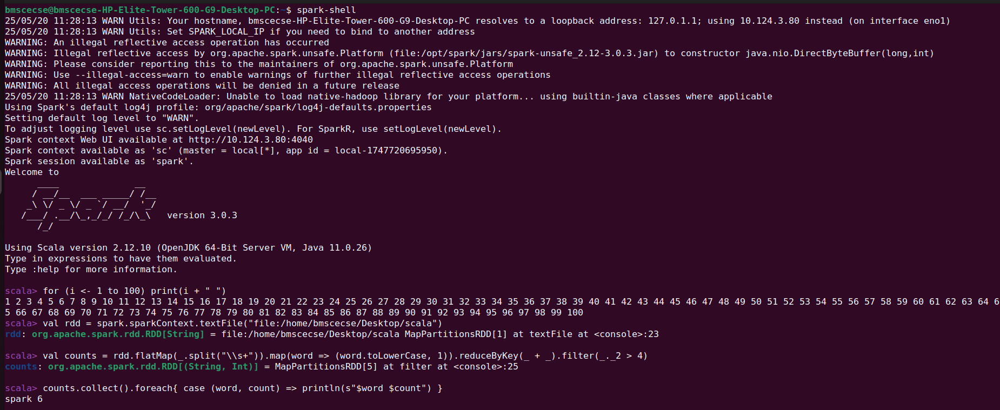 bmscecse@bmscecse-HP-Elite-Tower-600-G9-Desktop-PC:~$ spark-shell
25/05/20 11:28:13 WARN Utils: Your hostname, bmscecse-HP-Elite-Tower-600-G9-Desktop-PC resolves to a loopback address: 127.0.1.1; using 10.124.3.80 instead (on interface eno1)
25/05/20 11:28:13 WARN Utils: Set SPARK_LOCAL_IP if you need to bind to another address
WARNING: An illegal reflective access operation has occurred
WARNING: Illegal reflective access by org.apache.spark.unsafe.Platform (file:/opt/spark/jars/spark-unsafe_2.12-3.0.3.jar) to constructor java.nio.DirectByteBuffer(long,int)
WARNING: Please consider reporting this to the maintainers of org.apache.spark.unsafe.Platform
WARNING: Use --illegal-access=warn to enable warnings of further illegal reflective access operations
WARNING: All illegal access operations will be denied in a future release
25/05/20 11:28:13 WARN NativeCodeLoader: Unable to load native-hadoop library for your platform... using builtin-java classes where applicable
Using Spark's default log4j profile: org/apache/spark/log4j-defaults.properties
Setting default log level to "WARN".
To adjust logging level use sc.setLogLevel(newLevel). For SparkR, use setLogLevel(newLevel).
Spark context Web UI available at http://10.124.3.80:4040
Spark context available as 'sc' (master = local[*], app id = local-1747720695950).
Spark session available as 'spark'.
Welcome to
      ____              __
     / __/__  ___ _____/ /__
    _\ \/ _ \/ _ `/ __/  '_/
   /___/ .__/\_,_/_/ /_/\_\   version 3.0.3
      /_/
Using Scala version 2.12.10 (OpenJDK 64-Bit Server VM, Java 11.0.26)
Type in expressions to have them evaluated.
Type :help for more information.
scala> for (i <- 1 to 100) print(i + " ")
1 2 3 4 5 6 7 8 9 10 11 12 13 14 15 16 17 18 19 20 21 22 23 24 25 26 27 28 29 30 31 32 33 34 35 36 37 38 39 40 41 42 43 44 45 46 47 48 49 50 51 52 53 54 55 56 57 58 59 60 61 62 63 64 6
5 66 67 68 69 70 71 72 73 74 75 76 77 78 79 80 81 82 83 84 85 86 87 88 89 90 91 92 93 94 95 96 97 98 99 100
scala> val rdd = spark.sparkContext.textFile("file:/home/bmscecse/Desktop/scala")
rdd: org.apache.spark.rdd.RDD[String] = file:/home/bmscecse/Desktop/scala MapPartitionsRDD[1] at textFile at <console>:23
scala> val counts = rdd.flatMap(_.split("\\s+")).map(word => (word.toLowerCase, 1)).reduceByKey(_ + _).filter(_._2 > 4)
counts: org.apache.spark.rdd.RDD[(String, Int)] = MapPartitionsRDD[5] at filter at <console>:25
scala> counts.collect().foreach{ case (word, count) => println(s"$word $count") }
spark 6